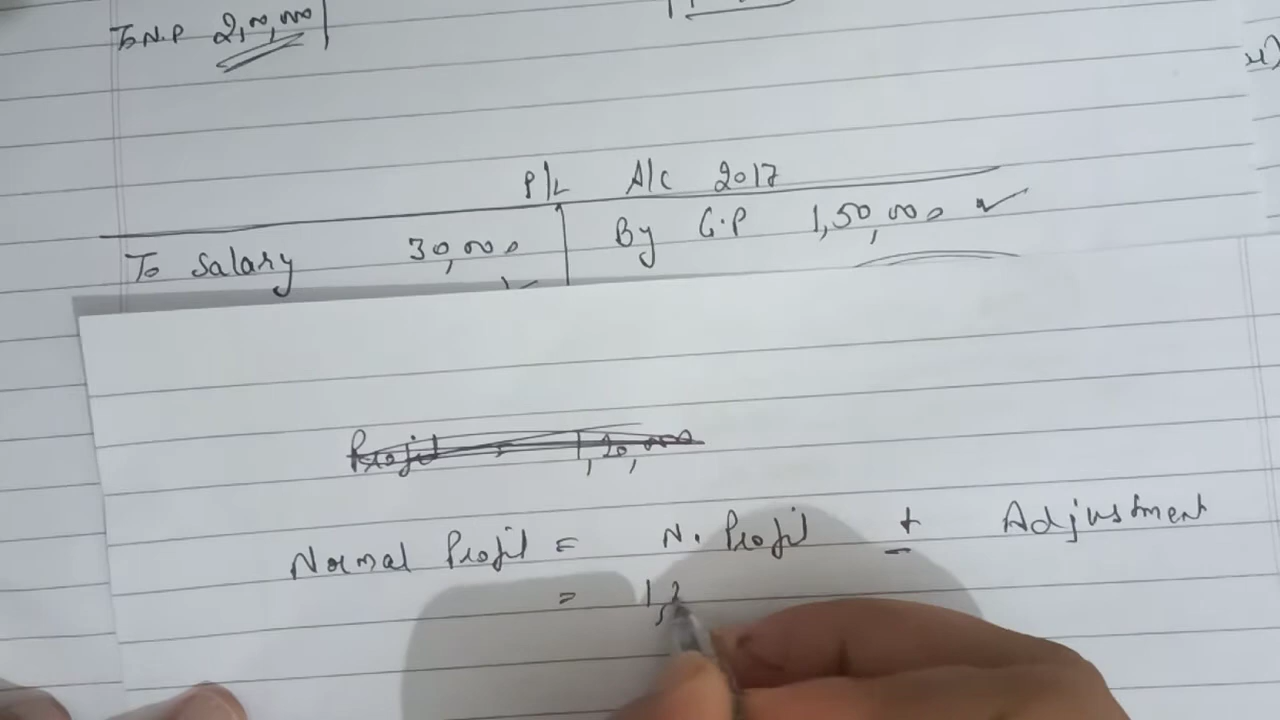 To N.P 2,00,000
P/L A/c 2017
To Salary 30,000 By G.P 1,50,000
Profit = 1,20,000
Normal Profit = N. Profit ± Adjustment
= 1,2